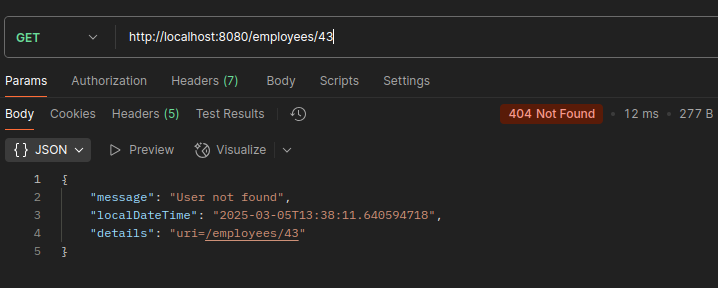 GET http://localhost:8080/employees/43
Params Authorization Headers (7) Body Scripts Settings
Body Cookies Headers (5) Test Results 404 Not Found • 12 ms • 277 B
{} JSON Preview Visualize
1 {
2 "message": "User not found",
3 "localDateTime": "2025-03-05T13:38:11.640594718",
4 "details": "uri=/employees/43"
5 }